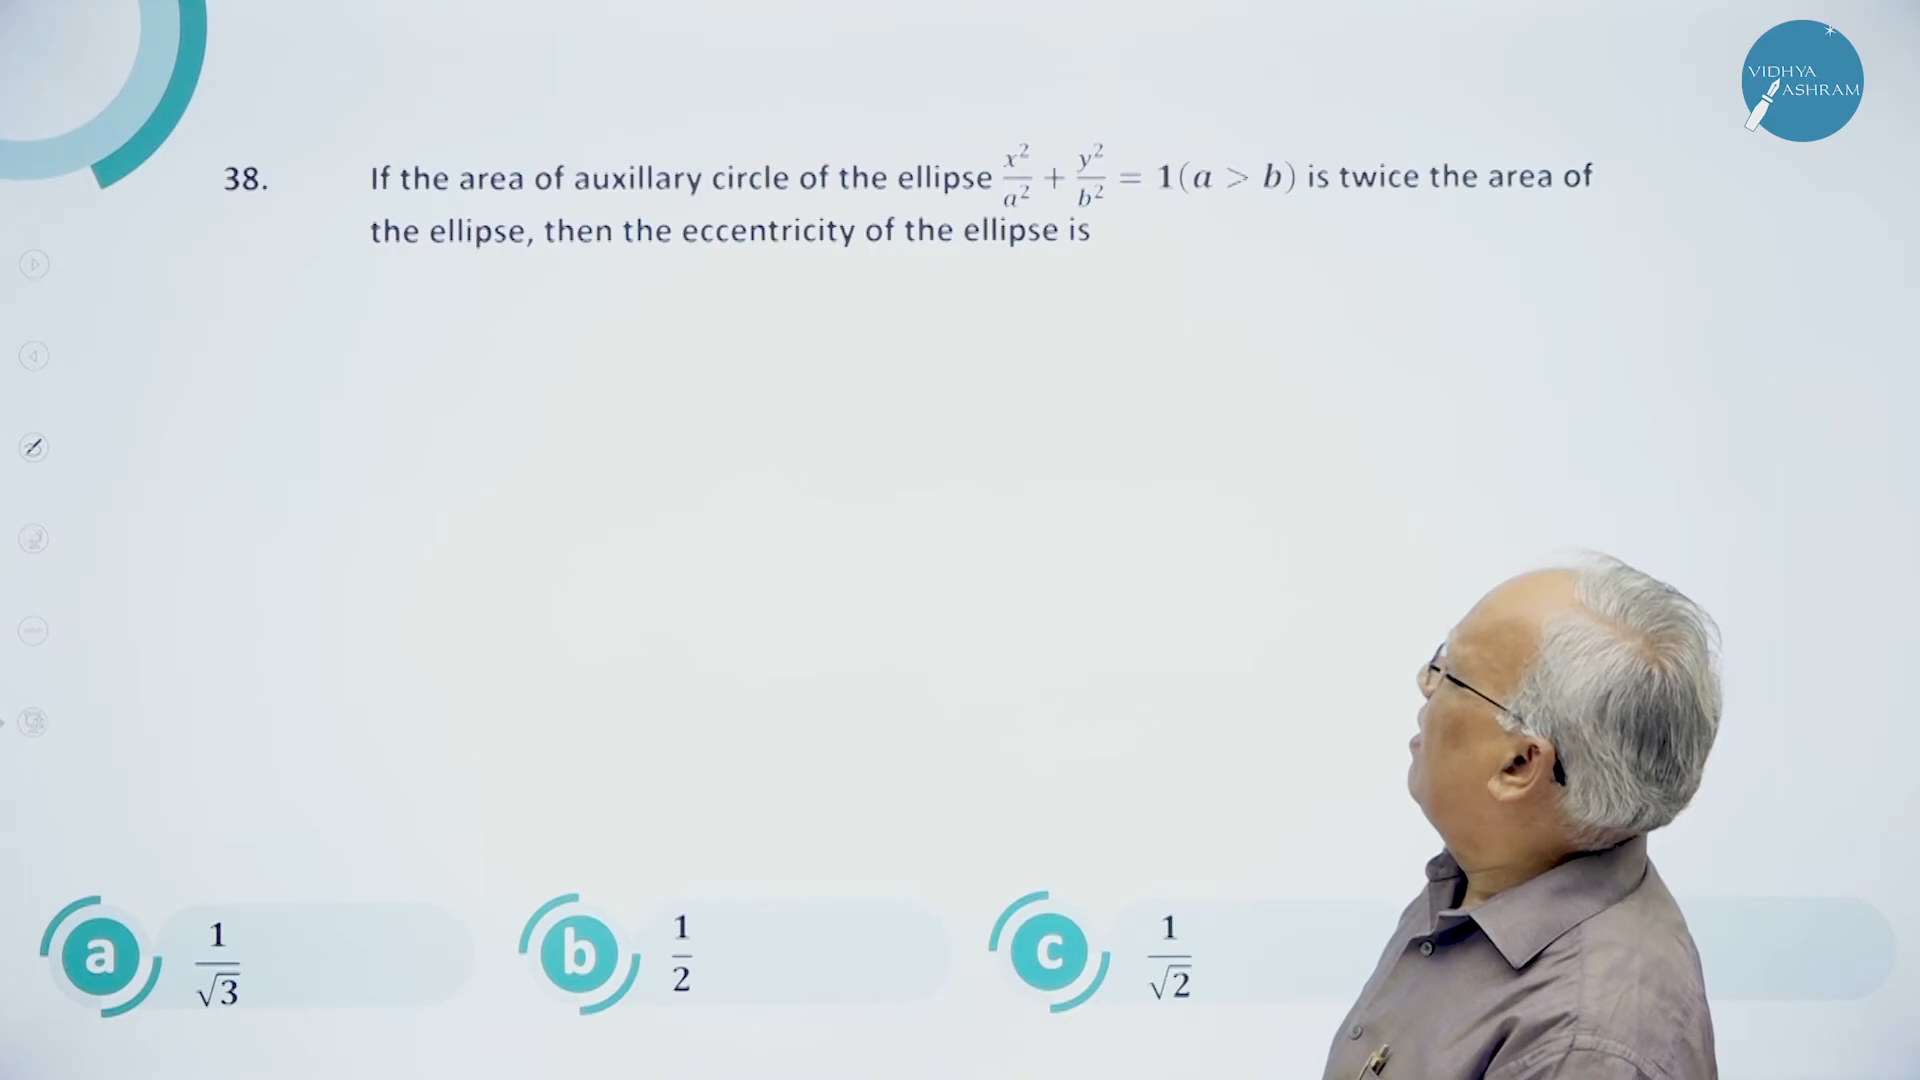 VIDHYA
ASHRAM
38. If the area of auxillary circle of the ellipse x²/a² + y²/b² = 1(a > b) is twice the area of
the ellipse, then the eccentricity of the ellipse is
a 1/√3 b 1/2 c 1/√2